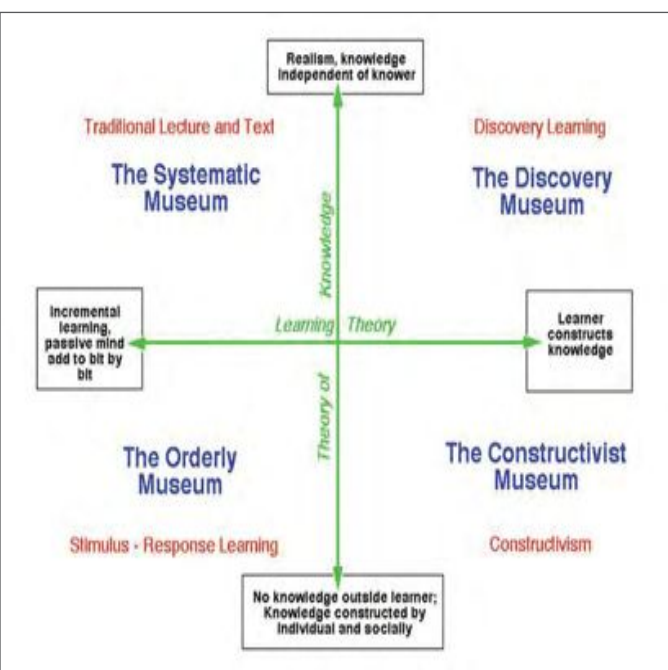 Realism, knowledge
Independent of knower
Traditional Lecture and Text
Discovery Learning
The Systematic
Museum
The Discovery
Museum
Knowledge
Incremental
learning,
passive mind
add to bit by
bit
Learning Theory
Learner
constructs
knowledge
Theory of
The Orderly
Museum
The Constructivist
Museum
Stimulus - Response Learning
Constructivism
No knowledge outside learner;
Knowledge constructed by
Individual and socially